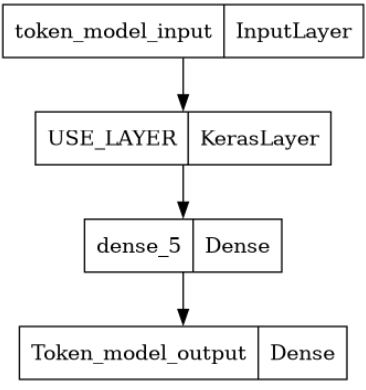 token_model_input InputLayer
USE_LAYER KerasLayer
dense_5 Dense
Token_model_output Dense